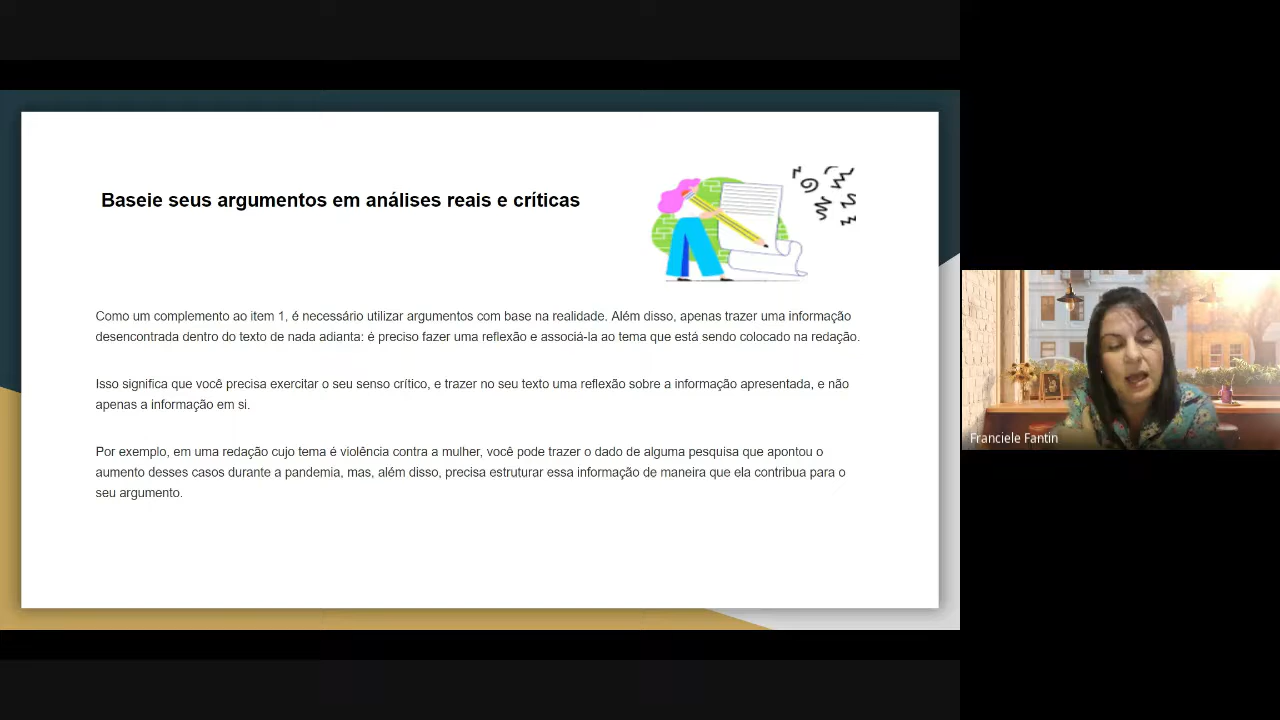 Baseie seus argumentos em análises reais e críticas
Como um complemento ao item 1, é necessário utilizar argumentos com base na realidade. Além disso, apenas trazer uma informação
desencontrada dentro do texto de nada adianta: é preciso fazer uma reflexão e associá-la ao tema que está sendo colocado na redação.
Isso significa que você precisa exercitar o seu senso crítico, e trazer no seu texto uma reflexão sobre a informação apresentada, e não
apenas a informação em si.
Por exemplo, em uma redação cujo tema é violência contra a mulher, você pode trazer o dado de alguma pesquisa que apontou o
aumento desses casos durante a pandemia, mas, além disso, precisa estruturar essa informação de maneira que ela contribua para o
seu argumento.
Franciele Fantin